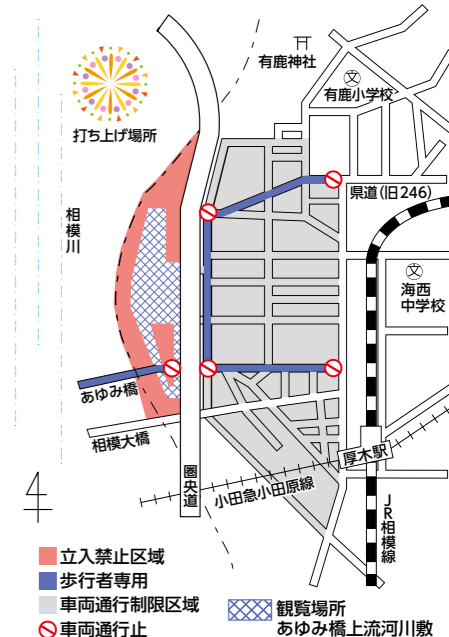 有鹿神社
文
有鹿小学校
打ち上げ場所
県道(旧246)
相模川
文
海西
中学校
あゆみ橋
相模大橋
圏央道
厚木駅
小田急小田原線
JR相模線
立入禁止区域
歩行者専用
車両通行制限区域
車両通行止
観覧場所
あゆみ橋上流河川敷